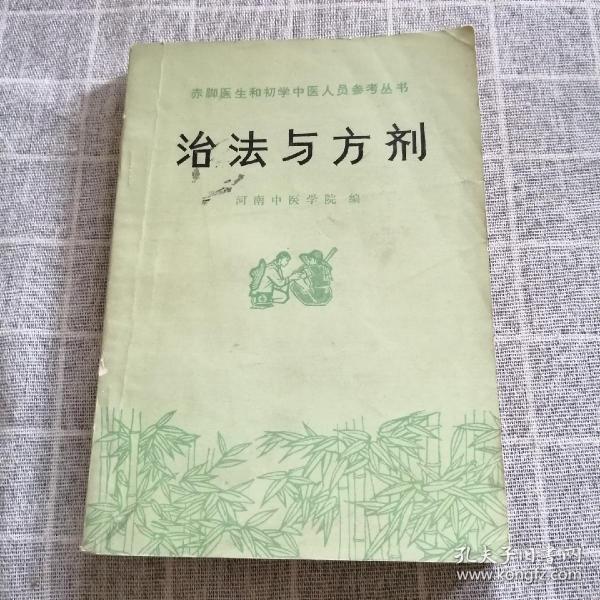 赤脚医生和初学中医人员参考丛书
治法与方剂
河南中医学院 编
孔夫子旧书网
www.kongfz.com